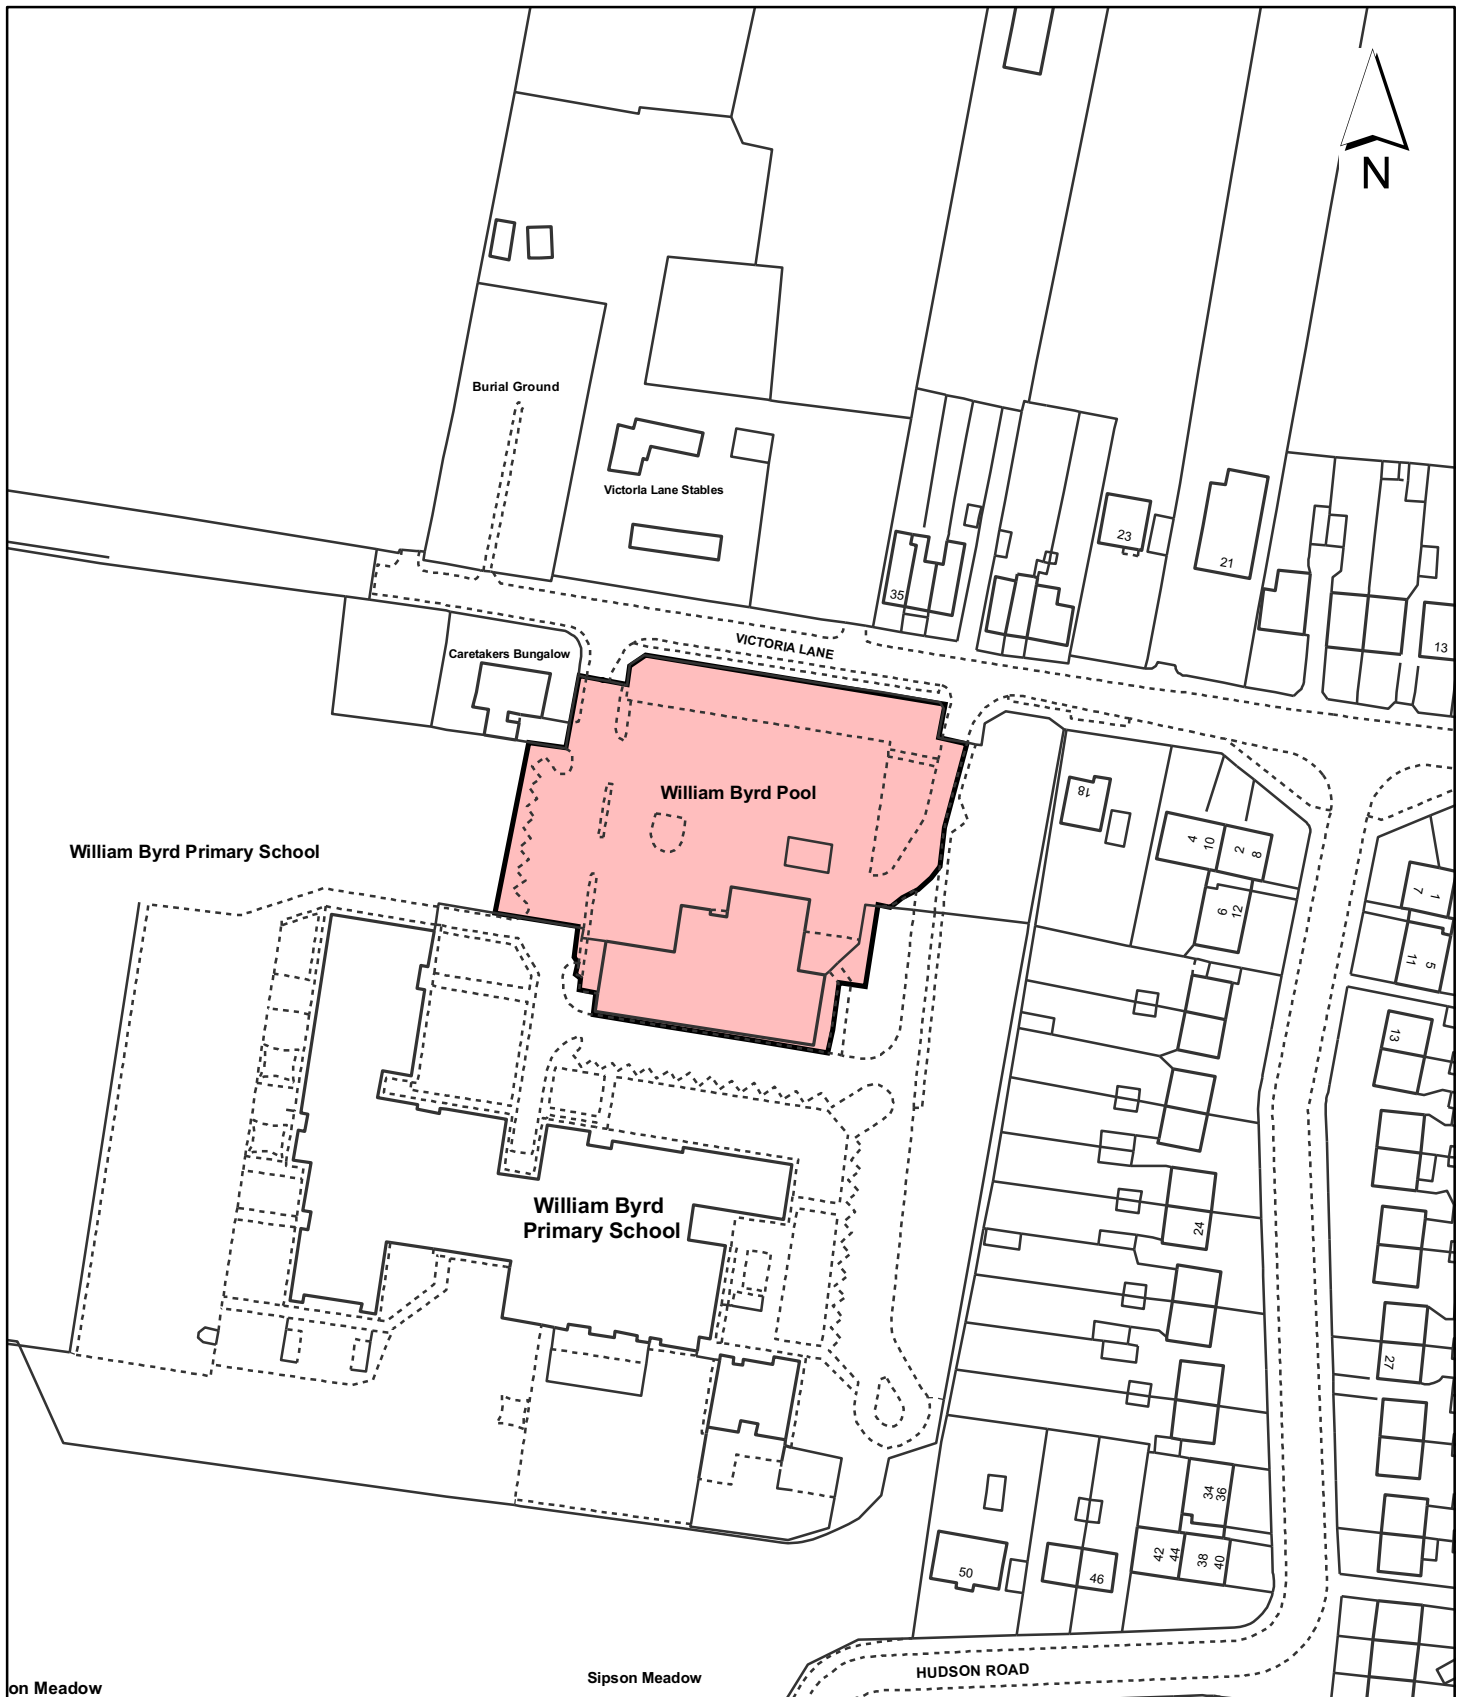 N
Burial Ground
Victoria Lane Stables
23
21
35
VICTORIA LANE
Caretakers Bungalow
13
William Byrd Pool
18
4
10
2
8
William Byrd Primary School
1
7
6
12
5
11
13
William Byrd
Primary School
24
27
34
36
42
44
38
40
50
46
HUDSON ROAD
Sipson Meadow
on Meadow